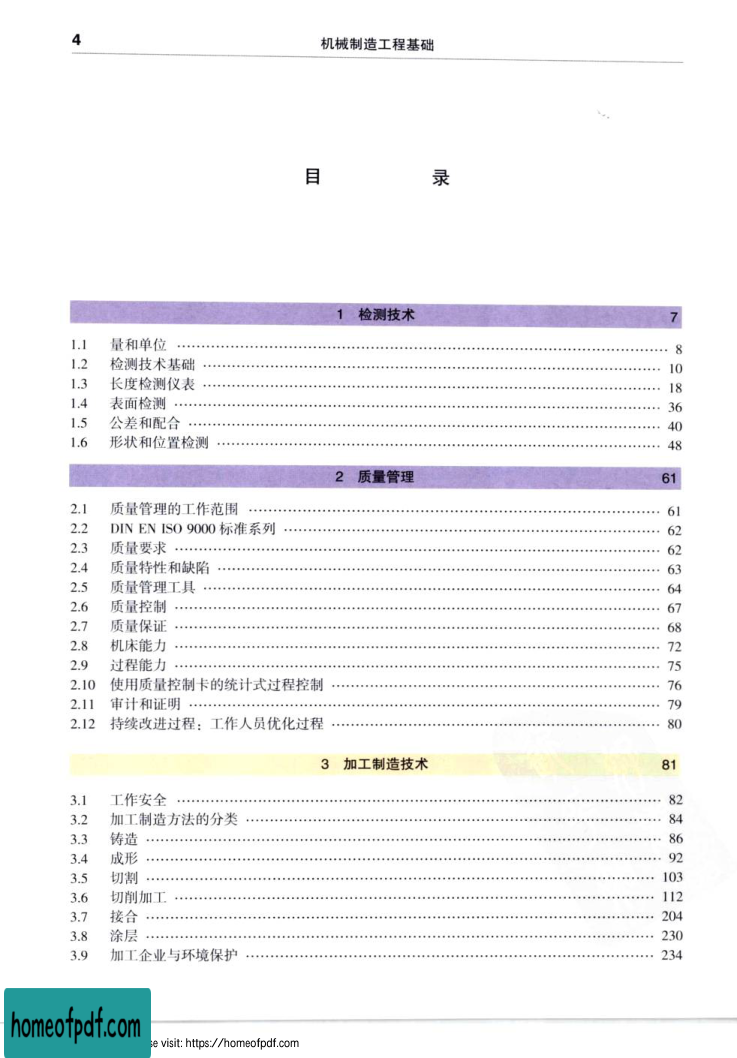 4
机械制造工程基础
目 录
1 检测技术 7
1.1 量和单位 8
1.2 检测技术基础 10
1.3 长度检测仪表 18
1.4 表面检测 36
1.5 公差和配合 40
1.6 形状和位置检测 48
2 质量管理 61
2.1 质量管理的工作范围 61
2.2 DIN EN ISO 9000 标准系列 62
2.3 质量要求 62
2.4 质量特性和缺陷 63
2.5 质量管理工具 64
2.6 质量控制 67
2.7 质量保证 68
2.8 机床能力 72
2.9 过程能力 75
2.10 使用质量控制卡的统计式过程控制 76
2.11 审计和证明 79
2.12 持续改进过程：工作人员优化过程 80
3 加工制造技术 81
3.1 工作安全 82
3.2 加工制造方法的分类 84
3.3 铸造 86
3.4 成形 92
3.5 切割 103
3.6 切削加工 112
3.7 接合 204
3.8 涂层 230
3.9 加工企业与环境保护 234
homeofpdf.com
se visit: https://homeofpdf.com